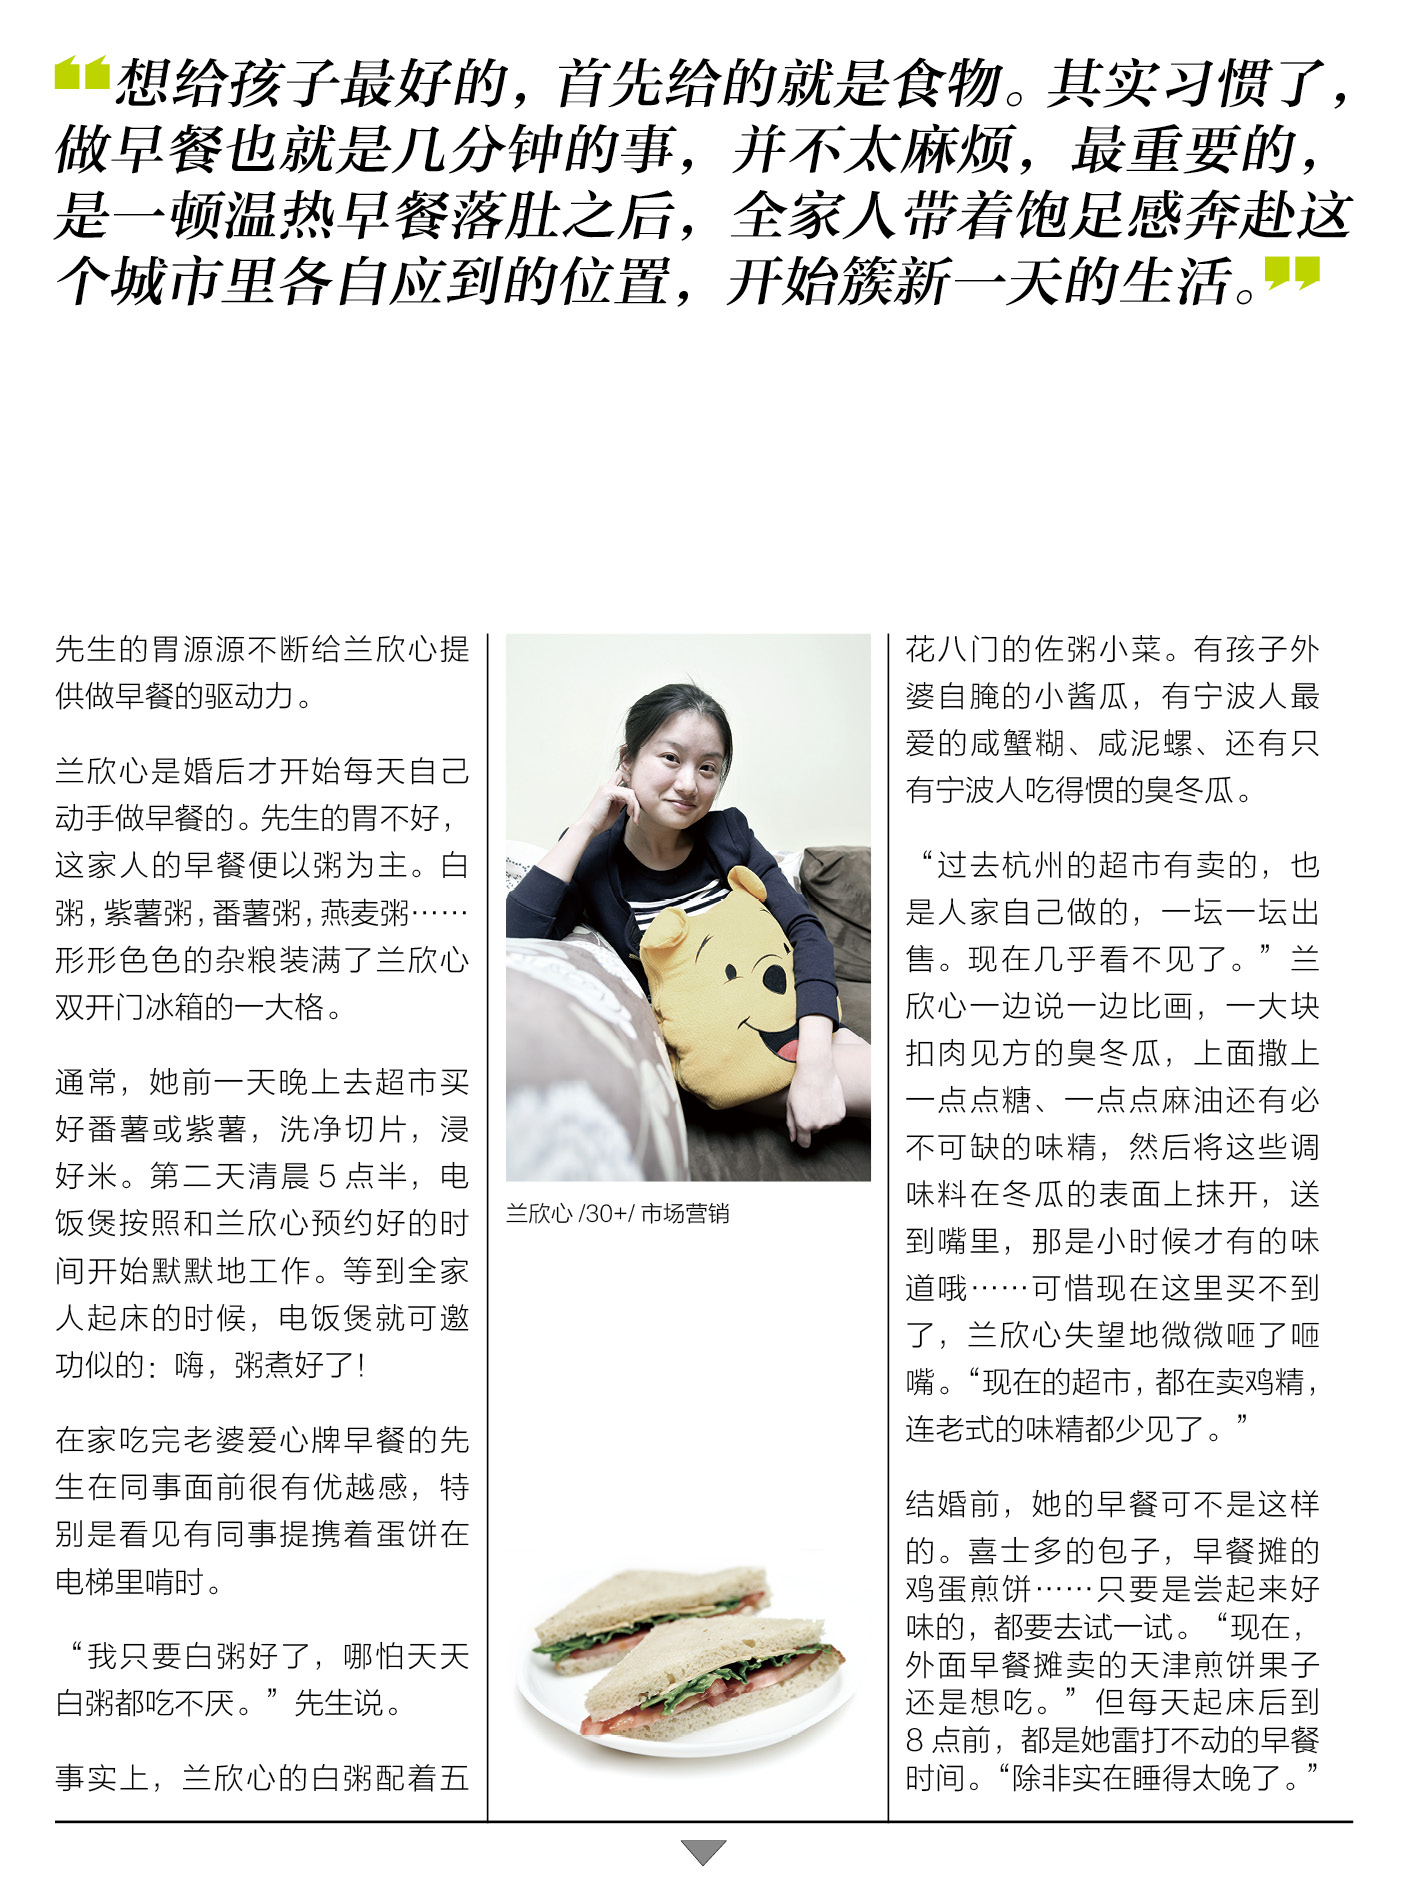 “想给孩子最好的，首先给的就是食物。其实习惯了，
做早餐也就是几分钟的事，并不太麻烦，最重要的，
是一顿温热早餐落肚之后，全家人带着饱足感奔赴这
个城市里各自应到的位置，开始簇新一天的生活。”
先生的胃源源不断给兰欣心提
供做早餐的驱动力。
兰欣心是婚后才开始每天自己
动手做早餐的。先生的胃不好，
这家人的早餐便以粥为主。白
粥，紫薯粥，番薯粥，燕麦粥……
形形色色的杂粮装满了兰欣心
双开门冰箱的一大格。
通常，她前一天晚上去超市买
好番薯或紫薯，洗净切片，浸
好米。第二天清晨 5 点半，电
饭煲按照和兰欣心预约好的时
间开始默默地工作。等到全家
人起床的时候，电饭煲就可邀
功似的：嗨，粥煮好了！
在家吃完老婆爱心牌早餐的先
生在同事面前很有优越感，特
别是看见有同事提携着蛋饼在
电梯里啃时。
“我只要白粥好了，哪怕天天
白粥都吃不厌。”先生说。
事实上，兰欣心的白粥配着五
兰欣心 /30+/ 市场营销
花八门的佐粥小菜。有孩子外
婆自腌的小酱瓜，有宁波人最
爱的咸蟹糊、咸泥螺、还有只
有宁波人吃得惯的臭冬瓜。
“过去杭州的超市有卖的，也
是人家自己做的，一坛一坛出
售。现在几乎看不见了。”兰
欣心一边说一边比画，一大块
扣肉见方的臭冬瓜，上面撒上
一点点糖、一点点麻油还有必
不可缺的味精，然后将这些调
味料在冬瓜的表面上抹开，送
到嘴里，那是小时候才有的味
道哦……可惜现在这里买不到
了，兰欣心失望地微微咂了咂
嘴。“现在的超市，都在卖鸡精，
连老式的味精都少见了。”
结婚前，她的早餐可不是这样
的。喜士多的包子，早餐摊的
鸡蛋煎饼……只要是尝起来好
味的，都要去试一试。“现在，
外面早餐摊卖的天津煎饼果子
还是想吃。”但每天起床后到
8 点前，都是她雷打不动的早餐
时间。“除非实在睡得太晚了。”